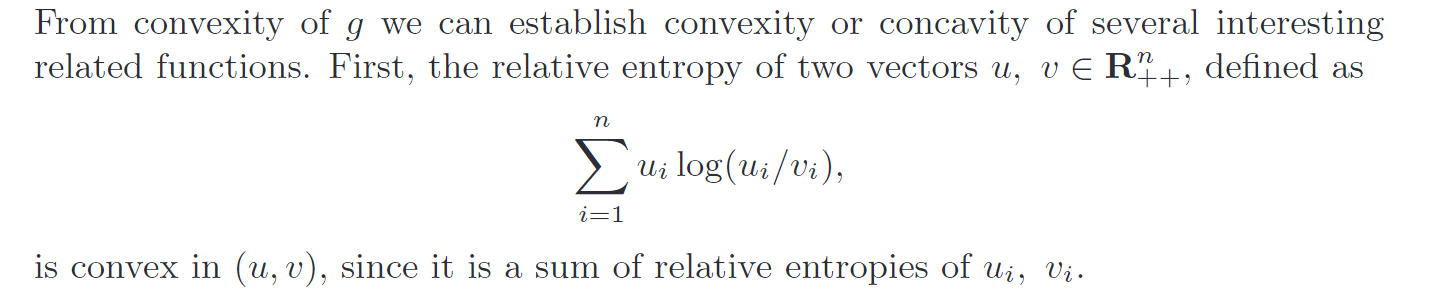 From convexity of g we can establish convexity or concavity of several interesting
related functions. First, the relative entropy of two vectors u, v ∈ R^n_{++}, defined as
\sum_{i=1}^{n} u_i log(u_i/v_i),
is convex in (u, v), since it is a sum of relative entropies of u_i, v_i.